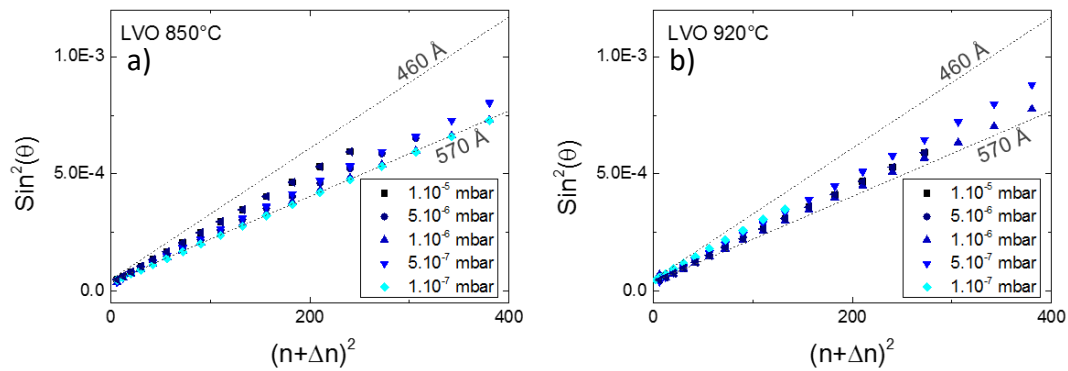 LVO 850°C
a)
1.0E-3
5.0E-4
0.0
Sin²(θ)
460 Å
570 Å
1.10⁻⁵ mbar
5.10⁻⁶ mbar
1.10⁻⁶ mbar
5.10⁻⁷ mbar
1.10⁻⁷ mbar
0 100 200 300 400
(n+Δn)²
LVO 920°C
b)
1.0E-3
5.0E-4
0.0
Sin²(θ)
460 Å
570 Å
1.10⁻⁵ mbar
5.10⁻⁶ mbar
1.10⁻⁶ mbar
5.10⁻⁷ mbar
1.10⁻⁷ mbar
0 100 200 300 400
(n+Δn)²